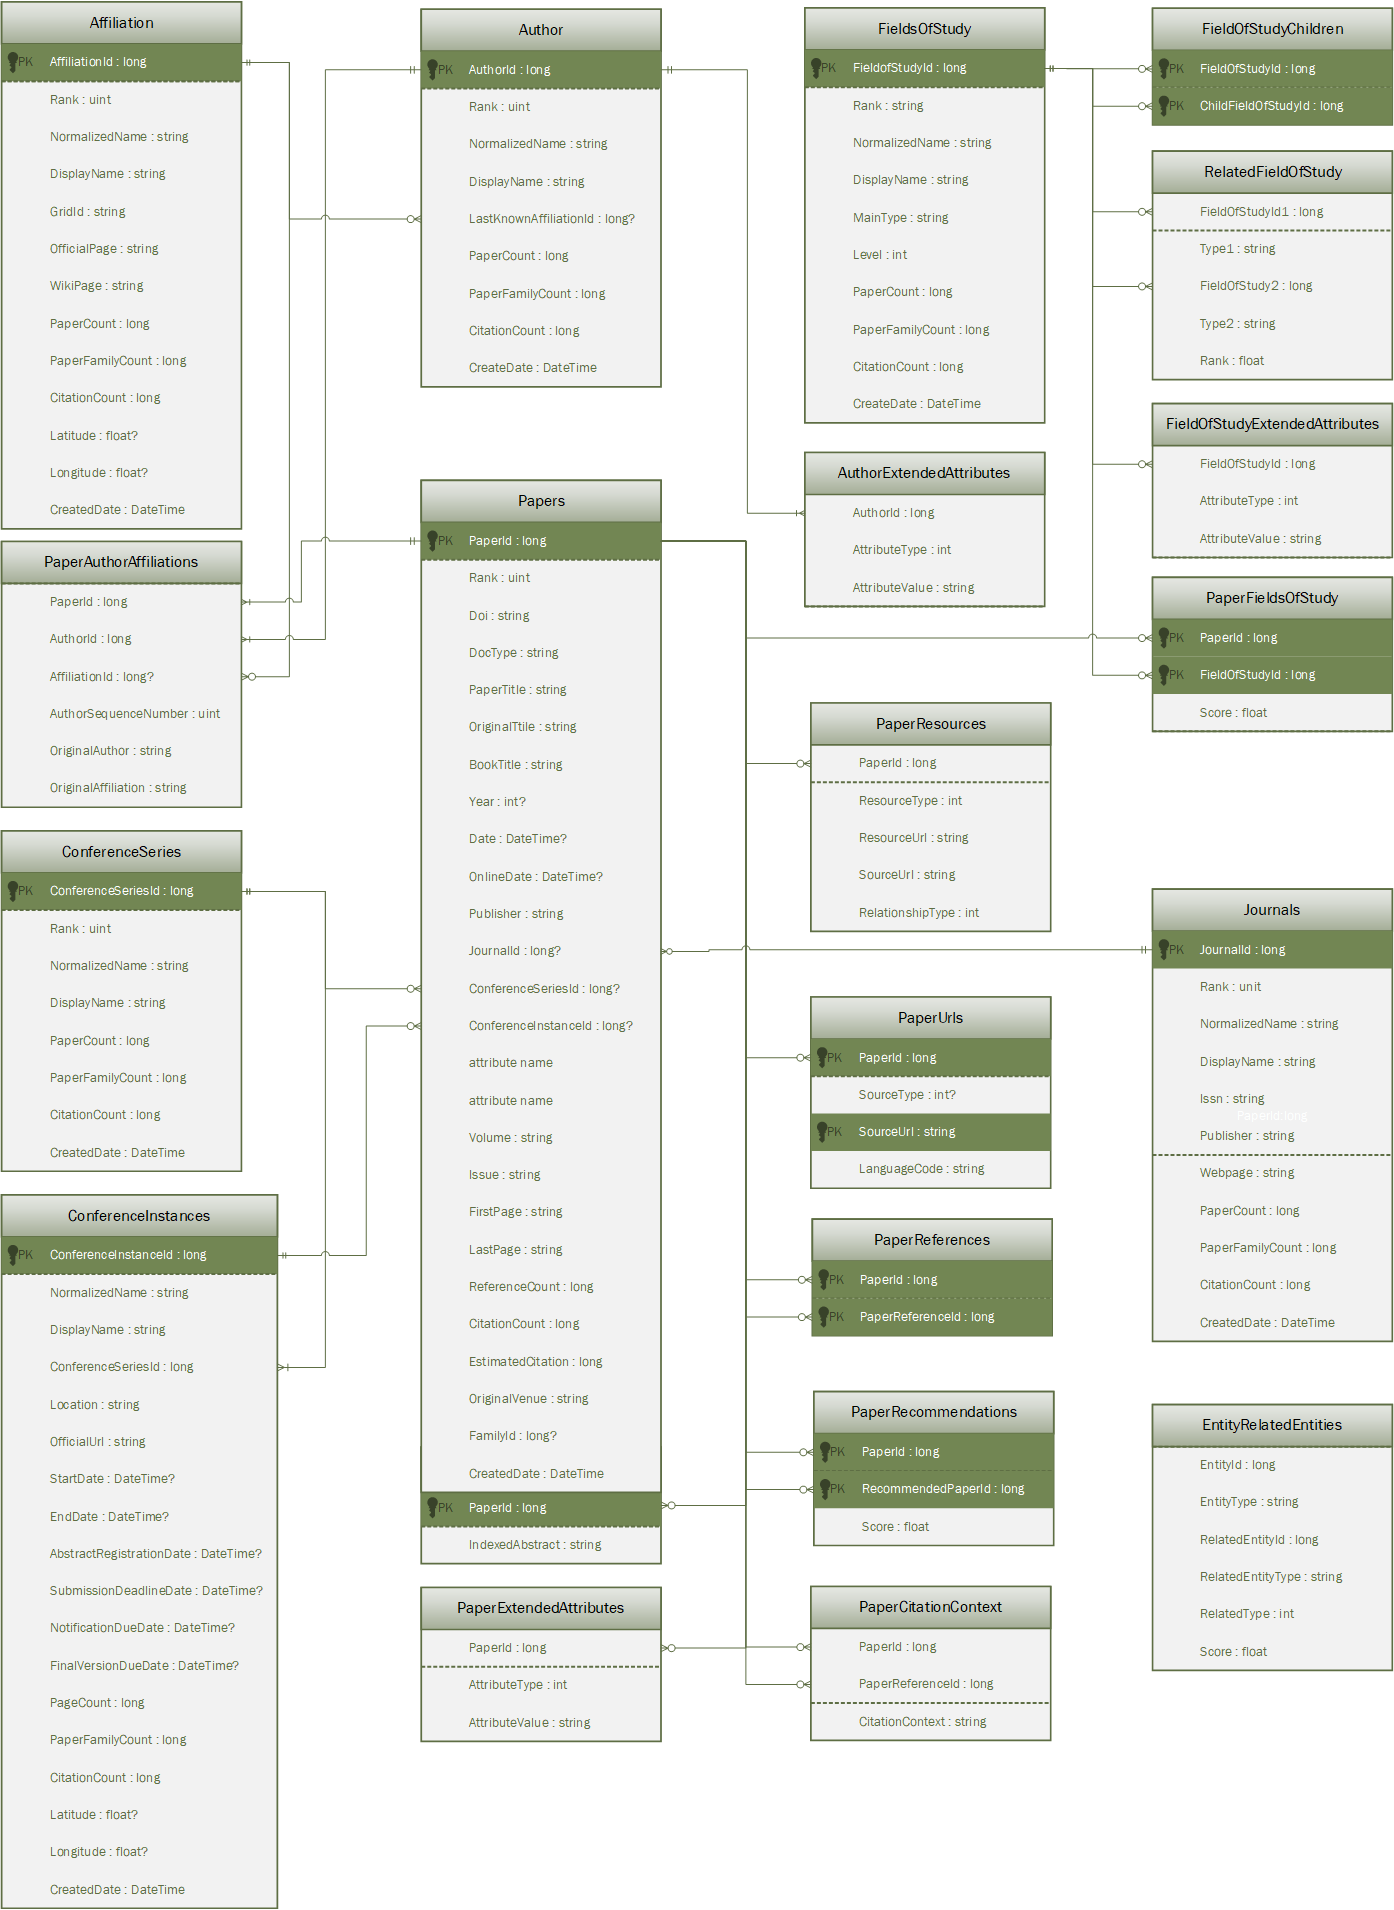 Affiliation
PK AffiliationId : long
Rank : uint
NormalizedName : string
DisplayName : string
GridId : string
OfficialPage : string
WikiPage : string
PaperCount : long
PaperFamilyCount : long
CitationCount : long
Latitude : float?
Longitude : float?
CreatedDate : DateTime
PaperAuthorAffiliations
PaperId : long
AuthorId : long
AffiliationId : long?
AuthorSequenceNumber : uint
OriginalAuthor : string
OriginalAffiliation : string
ConferenceSeries
PK ConferenceSeriesId : long
Rank : uint
NormalizedName : string
DisplayName : string
PaperCount : long
PaperFamilyCount : long
CitationCount : long
CreatedDate : DateTime
ConferenceInstances
PK ConferenceInstanceId : long
NormalizedName : string
DisplayName : string
ConferenceSeriesId : long
Location : string
OfficialUrl : string
StartDate : DateTime?
EndDate : DateTime?
AbstractRegistrationDate : DateTime?
SubmissionDeadlineDate : DateTime?
NotificationDueDate : DateTime?
FinalVersionDueDate : DateTime?
PageCount : long
PaperFamilyCount : long
CitationCount : long
Latitude : float?
Longitude : float?
CreatedDate : DateTime
Author
PK AuthorId : long
Rank : uint
NormalizedName : string
DisplayName : string
LastKnownAffiliationId : long?
PaperCount : long
PaperFamilyCount : long
CitationCount : long
CreateDate : DateTime
Papers
PK PaperId : long
Rank : uint
Doi : string
DocType : string
PaperTitle : string
OriginalTtile : string
BookTitle : string
Year : int?
Date : DateTime?
OnlineDate : DateTime?
Publisher : string
JournalId : long?
ConferenceSeriesId : long?
ConferenceInstanceId : long?
attribute name
attribute name
Volume : string
Issue : string
FirstPage : string
LastPage : string
ReferenceCount : long
CitationCount : long
EstimatedCitation : long
OriginalVenue : string
FamilyId : long?
CreatedDate : DateTime
PK PaperId : long
IndexedAbstract : string
PaperExtendedAttributes
PaperId : long
AttributeType : int
AttributeValue : string
FieldsOfStudy
PK FieldofStudyId : long
Rank : string
NormalizedName : string
DisplayName : string
MainType : string
Level : int
PaperCount : long
PaperFamilyCount : long
CitationCount : long
CreateDate : DateTime
AuthorExtendedAttributes
AuthorId : long
AttributeType : int
AttributeValue : string
PaperResources
PaperId : long
ResourceType : int
ResourceUrl : string
SourceUrl : string
RelationshipType : int
PaperUrls
PK PaperId : long
SourceType : int?
PK SourceUrl : string
LanguageCode : string
PaperReferences
PK PaperId : long
PK PaperReferenceId : long
PaperRecommendations
PK PaperId : long
PK RecommendedPaperId : long
Score : float
PaperCitationContext
PaperId : long
PaperReferenceId : long
CitationContext : string
FieldOfStudyChildren
PK FieldOfStudyId : long
PK ChildFieldOfStudyId : long
RelatedFieldOfStudy
FieldOfStudyId1 : long
Type1 : string
FieldOfStudy2 : long
Type2 : string
Rank : float
FieldOfStudyExtendedAttributes
FieldOfStudyId : long
AttributeType : int
AttributeValue : string
PaperFieldsOfStudy
PK PaperId : long
PK FieldOfStudyId : long
Score : float
Journals
PK JournalId : long
Rank : unit
NormalizedName : string
DisplayName : string
Issn : string
PaperId: long
Publisher : string
Webpage : string
PaperCount : long
PaperFamilyCount : long
CitationCount : long
CreatedDate : DateTime
EntityRelatedEntities
EntityId : long
EntityType : string
RelatedEntityId : long
RelatedEntityType : string
RelatedType : int
Score : float